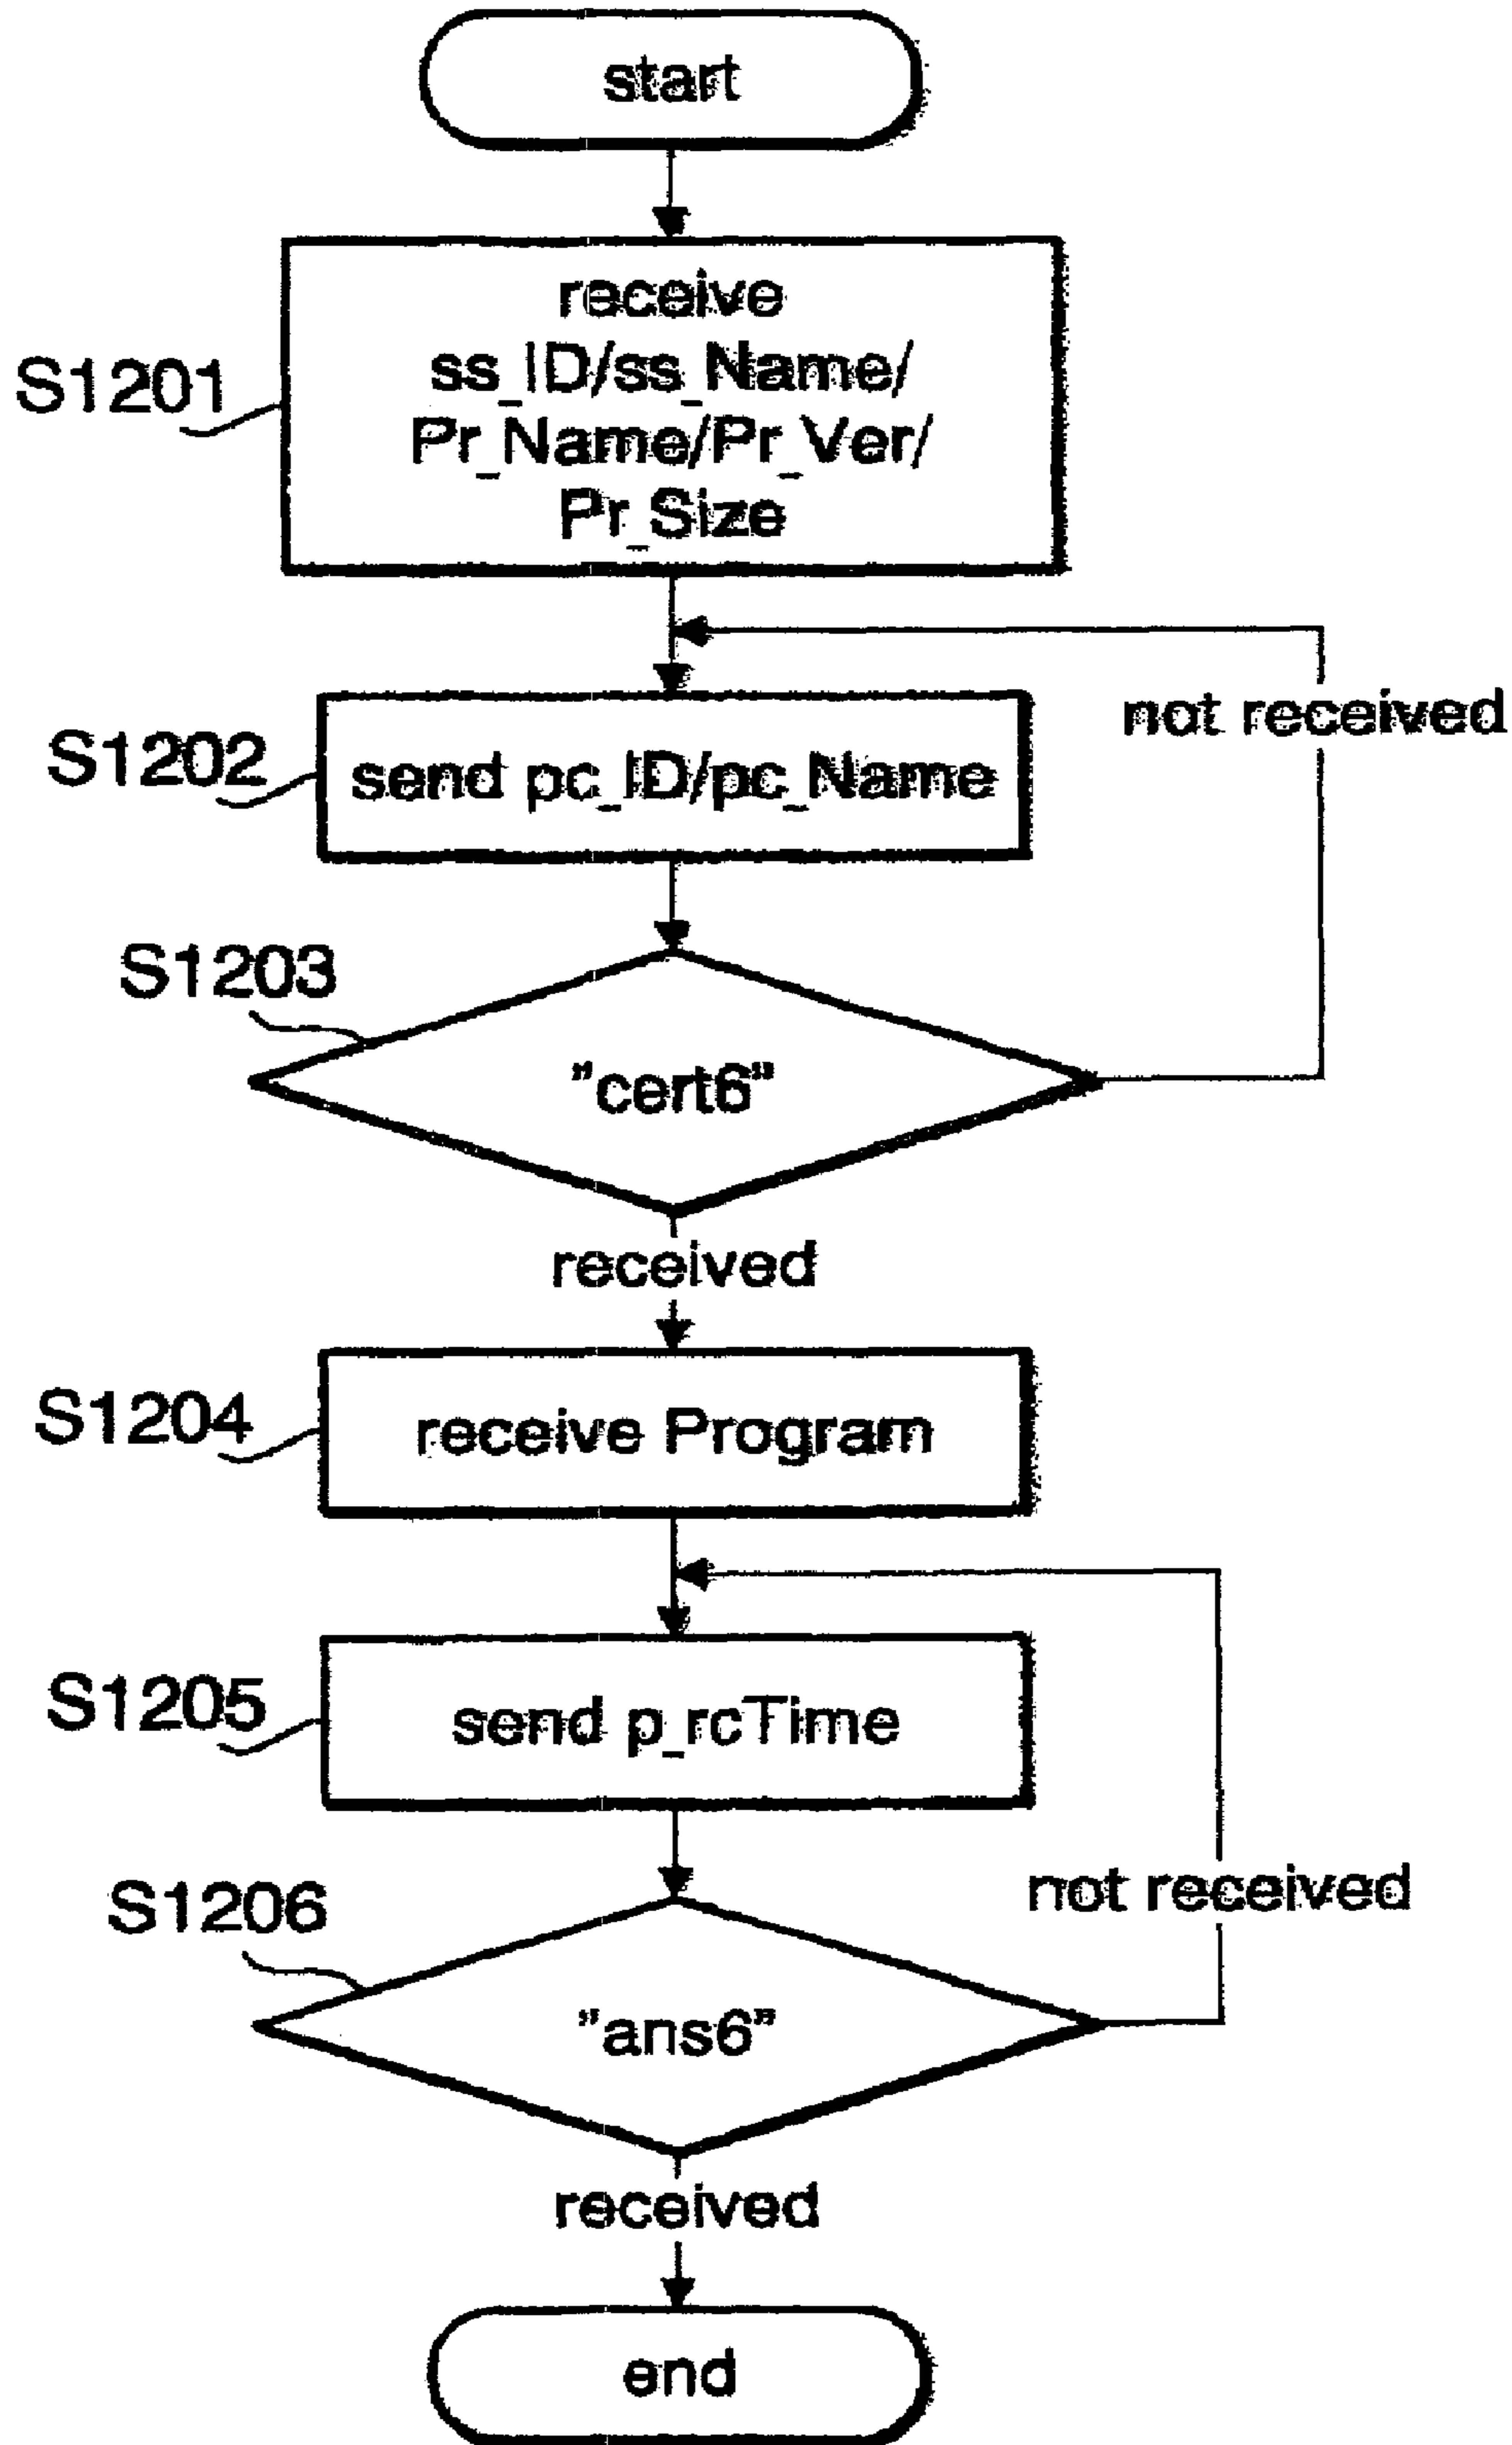 start
S1201
receive
ss_ID/ss_Name/
Pr_Name/Pr_Ver/
Pr_Size
not received
S1202
send pc_ID/pc_Name
S1203
"cert6"
received
S1204
receive Program
S1205
send p_rcTime
not received
S1206
"ans6"
received
end